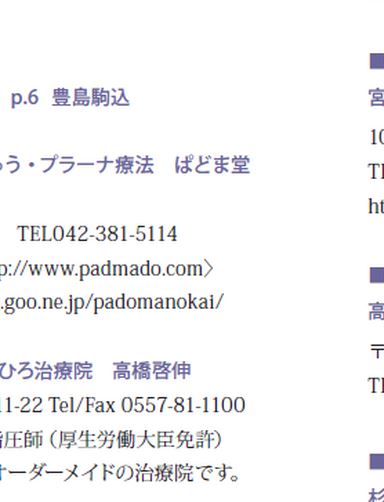 p.6 豊島駒込
う・プラーナ療法　ぱどま堂
TEL042-381-5114
p://www.padmado.com〉
.goo.ne.jp/padomanokai/
ひろ治療院　高橋啓伸
11-22 Tel/Fax 0557-81-1100
指圧師（厚生労働大臣免許）
オーダーメイドの治療院です。
■
宮
10
TE
ht
■
高
〒
TE
■